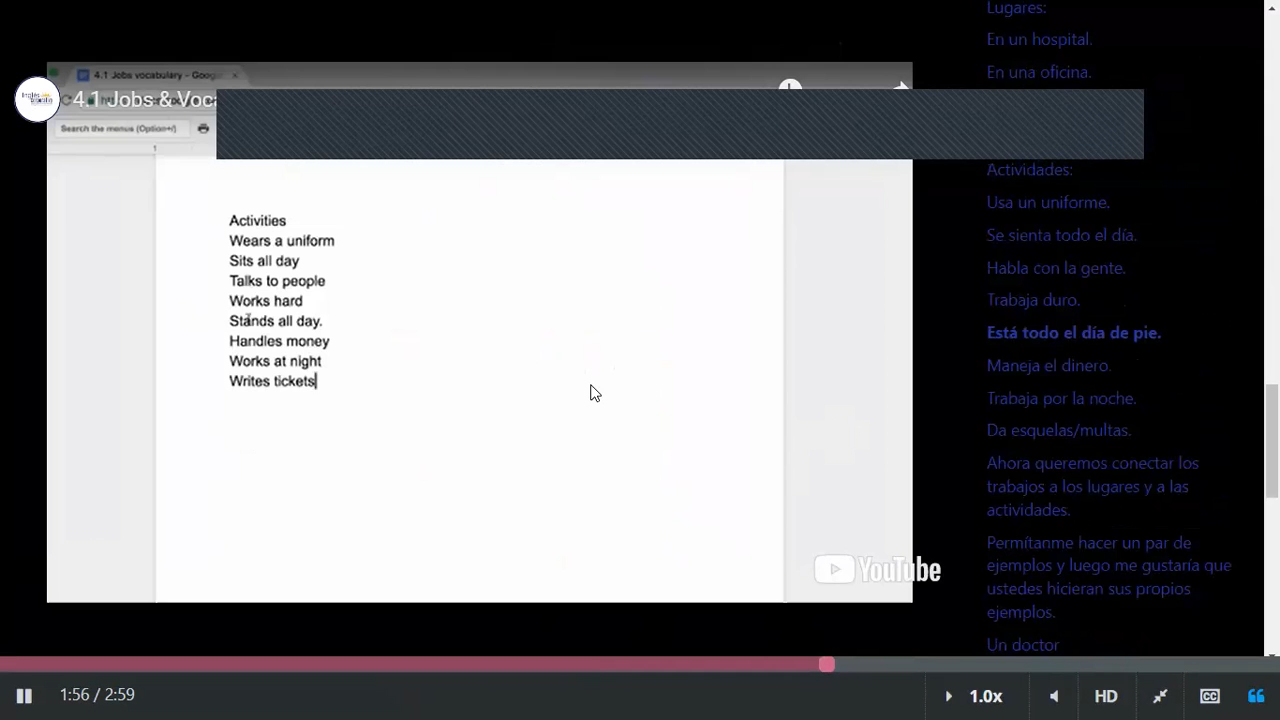 4.1 Jobs vocabulary - Goog
4.1 Jobs & Voca
Search the menus (Option+/)
1
Activities
Wears a uniform
Sits all day
Talks to people
Works hard
Stands all day.
Handles money
Works at night
Writes tickets
YouTube
1:56 / 2:59
1.0x
HD
CC
Lugares:
En un hospital.
En una oficina.
Actividades:
Usa un uniforme.
Se sienta todo el día.
Habla con la gente.
Trabaja duro.
Está todo el día de pie.
Maneja el dinero.
Trabaja por la noche.
Da esquelas/multas.
Ahora queremos conectar los
trabajos a los lugares y a las
actividades.
Permítanme hacer un par de
ejemplos y luego me gustaría que
ustedes hicieran sus propios
ejemplos.
Un doctor